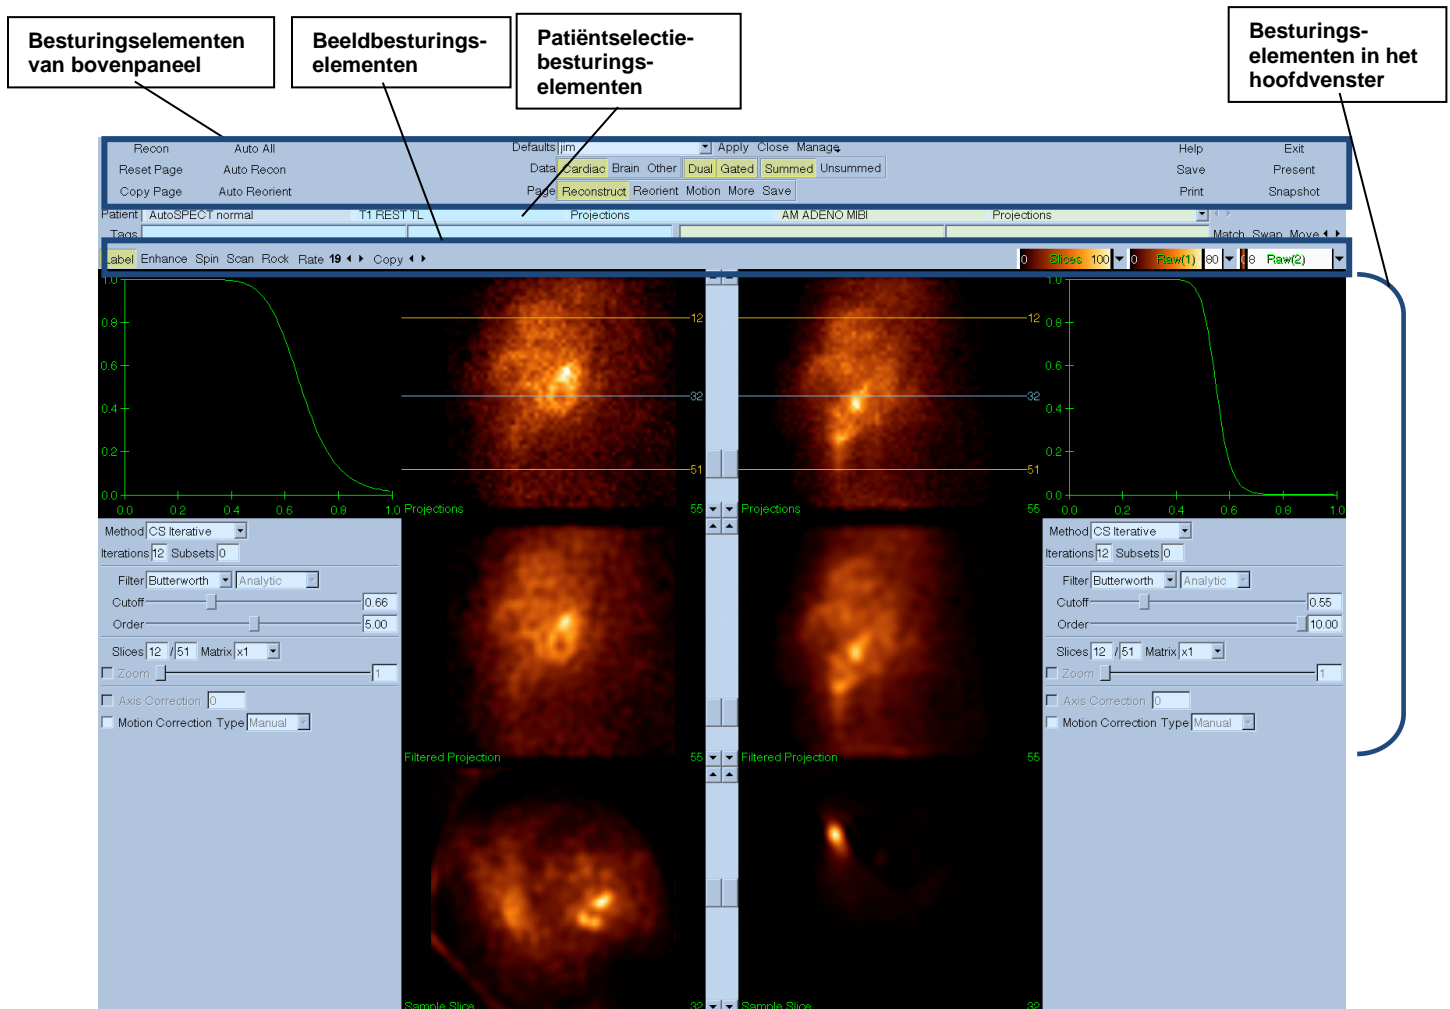 Besturingselementen
van bovenpaneel
Beeldbesturings-
elementen
Patiëntselectie-
besturings-
elementen
Besturings-
elementen in het
hoofdvenster
Recon Auto All Defaults jim Apply Close Manage Help Exit
Reset Page Auto Recon Data Cardiac Brain Other Dual Gated Summed Unsummed Save Present
Copy Page Auto Reorient Page Reconstruct Reorient Motion More Save Print Snapshot
Patient AutoSPECT normal T1 REST TL Projections AM ADENO MIBI Projections
Tags Match Swap Move
Label Enhance Spin Scan Rock Rate 19 Copy 0 Slices 100 0 Raw(1) 80 8 Raw(2)
1.0
0.8
0.6
0.4
0.2
0.0
0.0 0.2 0.4 0.6 0.8 1.0
12
32
51
Projections 55
12
32
51
Projections 55
1.0
0.8
0.6
0.4
0.2
0.0
0.0 0.2 0.4 0.6 0.8 1.0
Method CS Iterative
Iterations 12 Subsets 0
Filter Butterworth Analytic
Cutoff 0.66
Order 5.00
Slices 12 / 51 Matrix x1
Zoom 1
Axis Correction 0
Motion Correction Type Manual
Filtered Projection 55
Filtered Projection 55
Method CS Iterative
Iterations 12 Subsets 0
Filter Butterworth Analytic
Cutoff 0.55
Order 10.00
Slices 12 / 51 Matrix x1
Zoom 1
Axis Correction 0
Motion Correction Type Manual
Sample Slice 32
Sample Slice 32